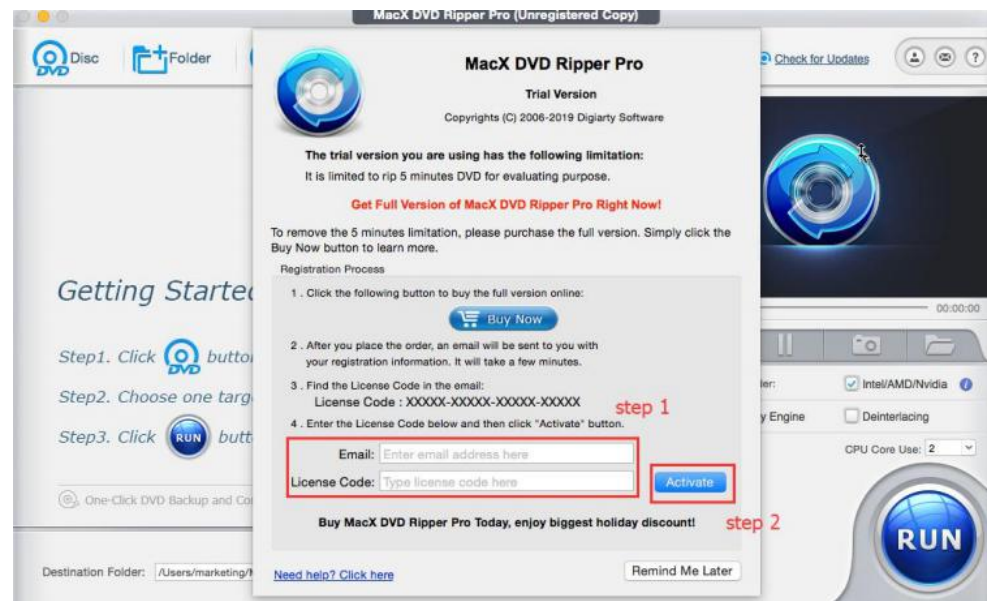 MacX DVD Ripper Pro (Unregistered Copy)
DVD Disc
Folder
Check for Updates
?
MacX DVD Ripper Pro
Trial Version
Copyrights (C) 2006-2019 Digiarty Software
The trial version you are using has the following limitation:
It is limited to rip 5 minutes DVD for evaluating purpose.
Get Full Version of MacX DVD Ripper Pro Right Now!
To remove the 5 minutes limitation, please purchase the full version. Simply click the
Buy Now button to learn more.
Registration Process
1 . Click the following button to buy the full version online:
Buy Now
2 . After you place the order, an email will be sent to you with
your registration information. It will take a few minutes.
3 . Find the License Code in the email:
License Code : XXXXX-XXXXX-XXXXX-XXXXX
step 1
4 . Enter the License Code below and then click "Activate" button.
Email: Enter email address here
License Code: Type license code here
Activate
Buy MacX DVD Ripper Pro Today, enjoy biggest holiday discount!
step 2
Need help? Click here
Remind Me Later
Getting Started
Step1. Click DVD
Step2. Choose one
Step3. Click RUN
One-Click DVD Backup and
Destination Folder: /Users/marketing/
00:00:00
Intel/AMD/Nvidia
Engine
Deinterlacing
CPU Core Use: 2
RUN